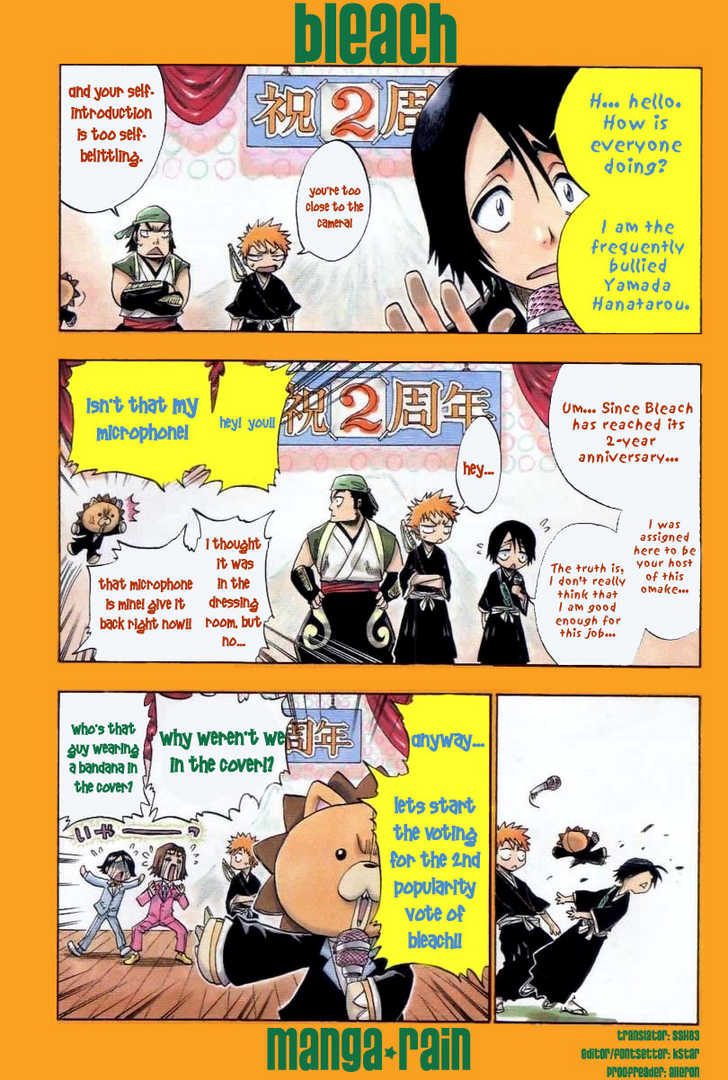 BLEACH
H... hello.
How is
everyone
doing?
I am the
frequently
bullied
Yamada
Hanatarou.
you're too
close to the
camera!
and your self-
introduction
is too self-
belittling.
祝2周
Um... Since Bleach
has reached its
2-year
anniversary...
I was
assigned
here to be
your host
of this
omake...
The truth is,
I don't really
think that
I am good
enough for
this job...
hey...
祝2周年
hey! you!!
isn't that my
microphone!
I thought
it was
in the
dressing
room, but
no...
that microphone
is mine! give it
back right now!!
anyway...
lets start
the voting
for the 2nd
popularity
vote of
bleach!!
周年
Why weren't we
in the cover!?
Who's that
guy wearing
a bandana in
the cover?
いやーーっ
manga★rain
translator: SSX83
editor/fontsetter: kstar
proofreader: aileron